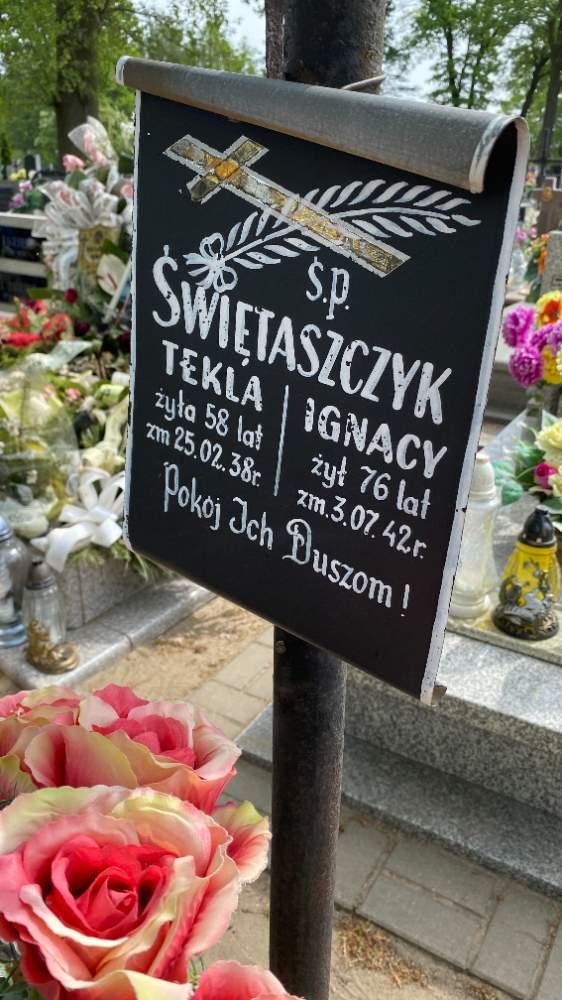 Ś.P.
ŚWIĘTASZCZYK
TEKLA
żyła 58 lat
zm 25.02.38r.
IGNACY
żył 76 lat
zm. 3.07.42r.
Pokój Ich Duszom!